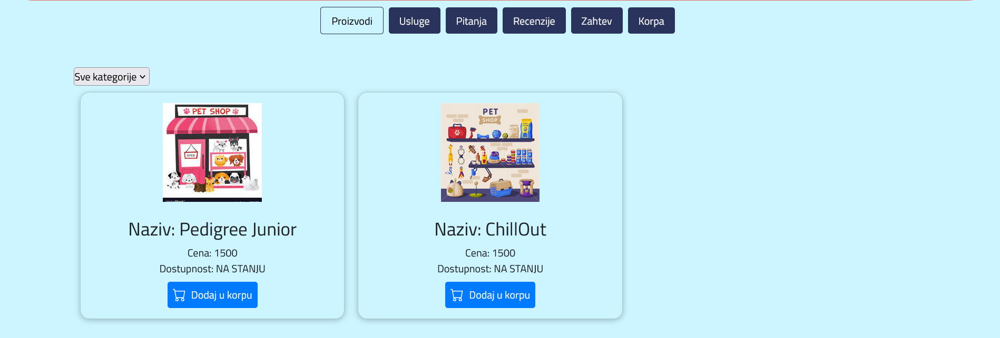 Proizvodi Usluge Pitanja Recenzije Zahtev Korpa
Sve kategorije
PET SHOP
OPEN
VectorStock
Naziv: Pedigree Junior
Cena: 1500
Dostupnost: NA STANJU
Dodaj u korpu
PET
SHOP
Naziv: ChillOut
Cena: 1500
Dostupnost: NA STANJU
Dodaj u korpu